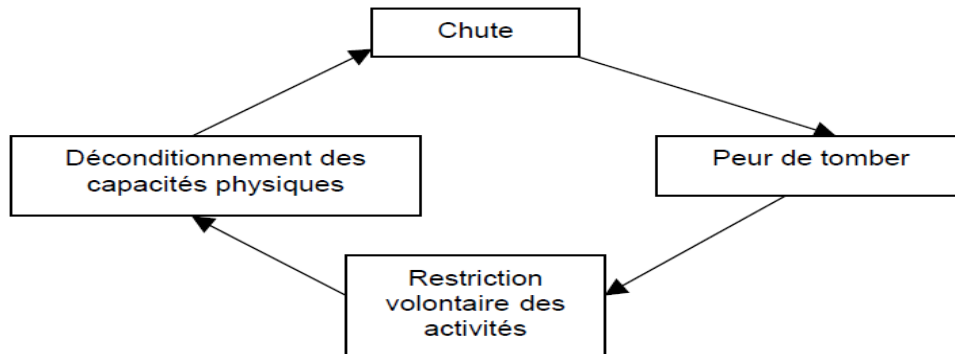 Chute
Peur de tomber
Restriction
volontaire des
activités
Déconditionnement des
capacités physiques